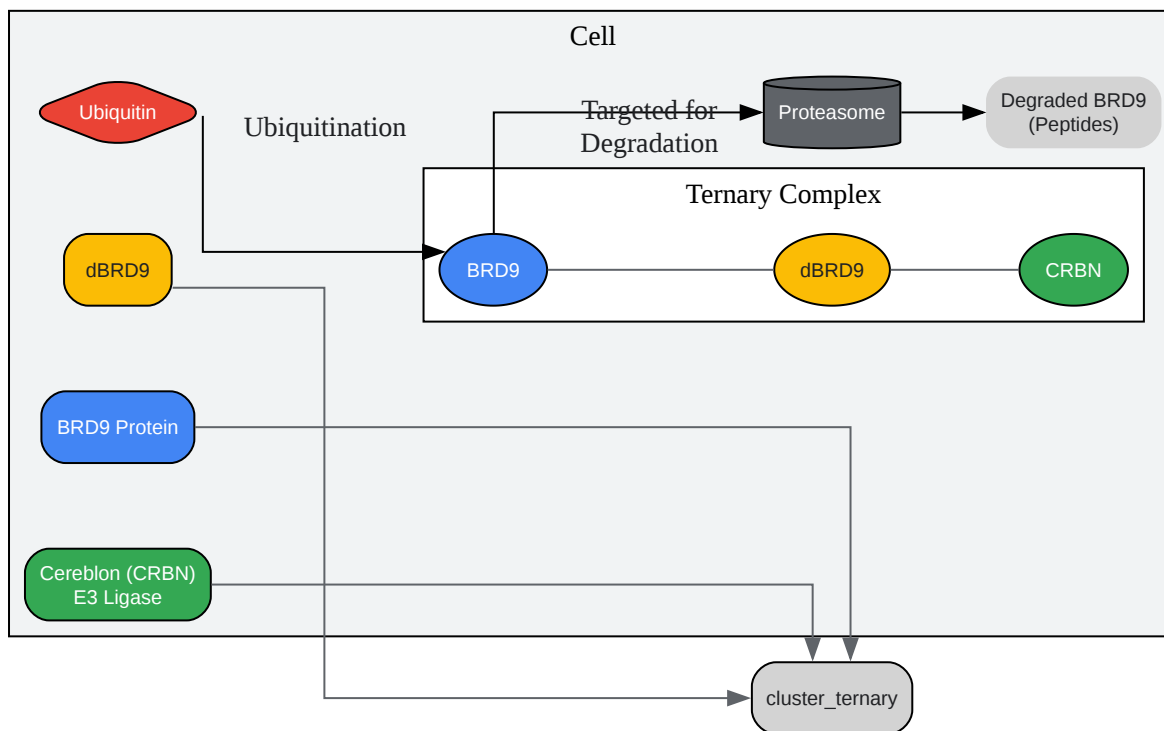 Cell
Ubiquitin
Ubiquitination
Targeted for
Degradation
Proteasome
Degraded BRD9
(Peptides)
Ternary Complex
dBRD9
BRD9
dBRD9
CRBN
BRD9 Protein
Cereblon (CRBN)
E3 Ligase
cluster_ternary